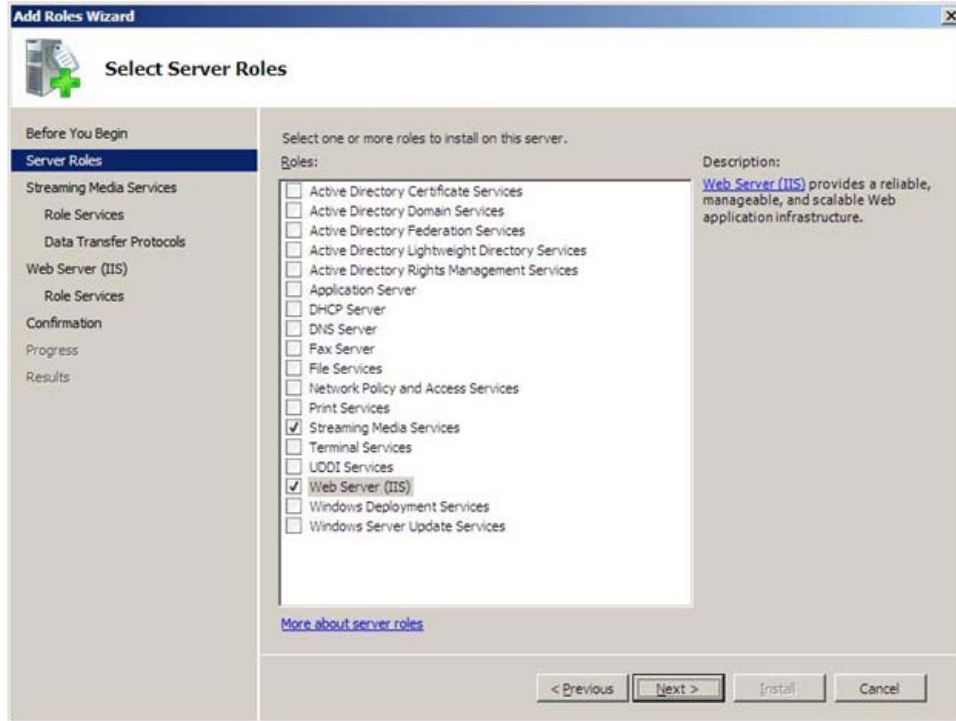 Add Roles Wizard
Select Server Roles
Before You Begin
Server Roles
Streaming Media Services
Role Services
Data Transfer Protocols
Web Server (IIS)
Role Services
Confirmation
Progress
Results
Select one or more roles to install on this server.
Roles:
Active Directory Certificate Services
Active Directory Domain Services
Active Directory Federation Services
Active Directory Lightweight Directory Services
Active Directory Rights Management Services
Application Server
DHCP Server
DNS Server
Fax Server
File Services
Network Policy and Access Services
Print Services
Streaming Media Services
Terminal Services
UDDI Services
Web Server (IIS)
Windows Deployment Services
Windows Server Update Services
More about server roles
Description:
Web Server (IIS) provides a reliable,
manageable, and scalable Web
application infrastructure.
< Previous
Next >
Install
Cancel